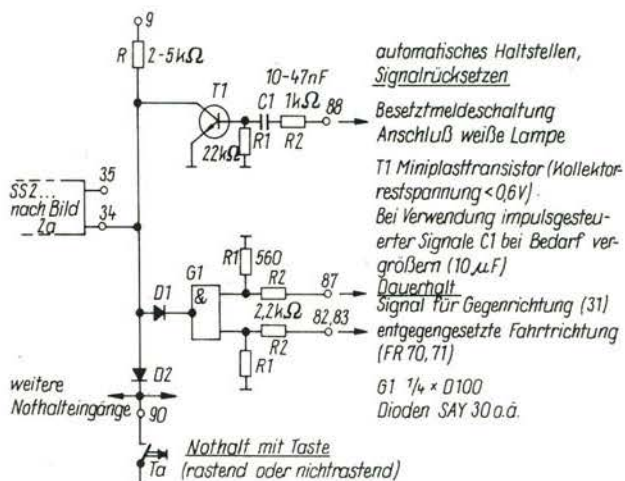 9
R
2-5kΩ
T1
10-47nF
C1
1kΩ
88
22kΩ
R1
R2
automatisches Haltstellen,
Signalrücksetzen
Besetztmeldeschaltung
Anschluß weiße Lampe
35
SS2...
nach Bild
2a
34
T1 Miniplasttransistor (Kollektor-
restspannung <0,6V)
Bei Verwendung impulsgesteu-
erter Signale C1 bei Bedarf ver-
größern (10µF)
R1
560
G1
&
R2
87
D1
2,2kΩ
82,83
R2
R1
Dauerhalt
Signal für Gegenrichtung (31)
entgegengesetzte Fahrtrichtung
(FR 70,71)
D2
weitere
Nothalteingänge
90
G1 1/4 × D100
Dioden SAY 30 o.ä.
Ta
Nothalt mit Taste
(rastend oder nichtrastend)